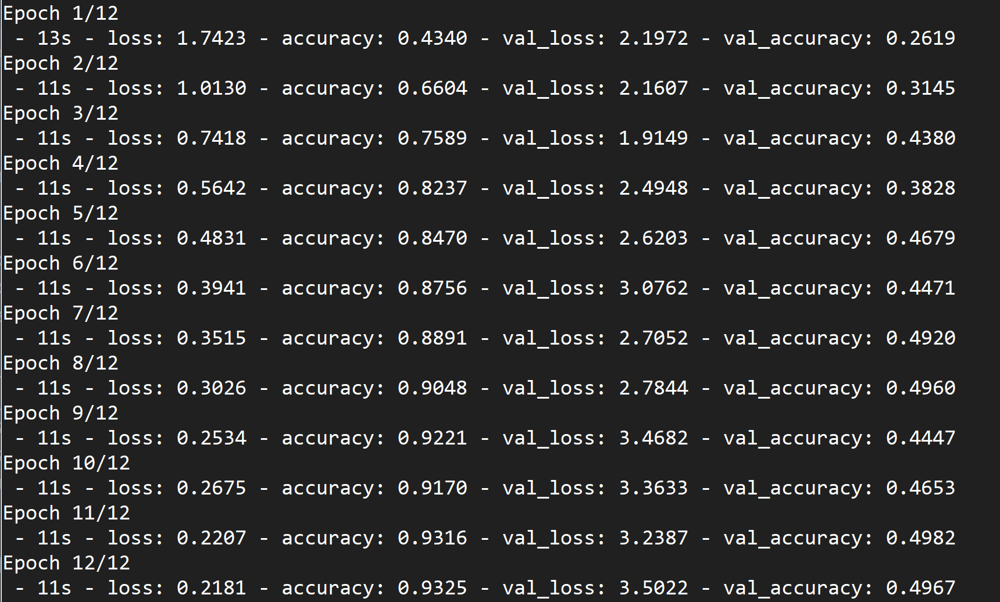 Epoch 1/12
 - 13s - loss: 1.7423 - accuracy: 0.4340 - val_loss: 2.1972 - val_accuracy: 0.2619
Epoch 2/12
 - 11s - loss: 1.0130 - accuracy: 0.6604 - val_loss: 2.1607 - val_accuracy: 0.3145
Epoch 3/12
 - 11s - loss: 0.7418 - accuracy: 0.7589 - val_loss: 1.9149 - val_accuracy: 0.4380
Epoch 4/12
 - 11s - loss: 0.5642 - accuracy: 0.8237 - val_loss: 2.4948 - val_accuracy: 0.3828
Epoch 5/12
 - 11s - loss: 0.4831 - accuracy: 0.8470 - val_loss: 2.6203 - val_accuracy: 0.4679
Epoch 6/12
 - 11s - loss: 0.3941 - accuracy: 0.8756 - val_loss: 3.0762 - val_accuracy: 0.4471
Epoch 7/12
 - 11s - loss: 0.3515 - accuracy: 0.8891 - val_loss: 2.7052 - val_accuracy: 0.4920
Epoch 8/12
 - 11s - loss: 0.3026 - accuracy: 0.9048 - val_loss: 2.7844 - val_accuracy: 0.4960
Epoch 9/12
 - 11s - loss: 0.2534 - accuracy: 0.9221 - val_loss: 3.4682 - val_accuracy: 0.4447
Epoch 10/12
 - 11s - loss: 0.2675 - accuracy: 0.9170 - val_loss: 3.3633 - val_accuracy: 0.4653
Epoch 11/12
 - 11s - loss: 0.2207 - accuracy: 0.9316 - val_loss: 3.2387 - val_accuracy: 0.4982
Epoch 12/12
 - 11s - loss: 0.2181 - accuracy: 0.9325 - val_loss: 3.5022 - val_accuracy: 0.4967